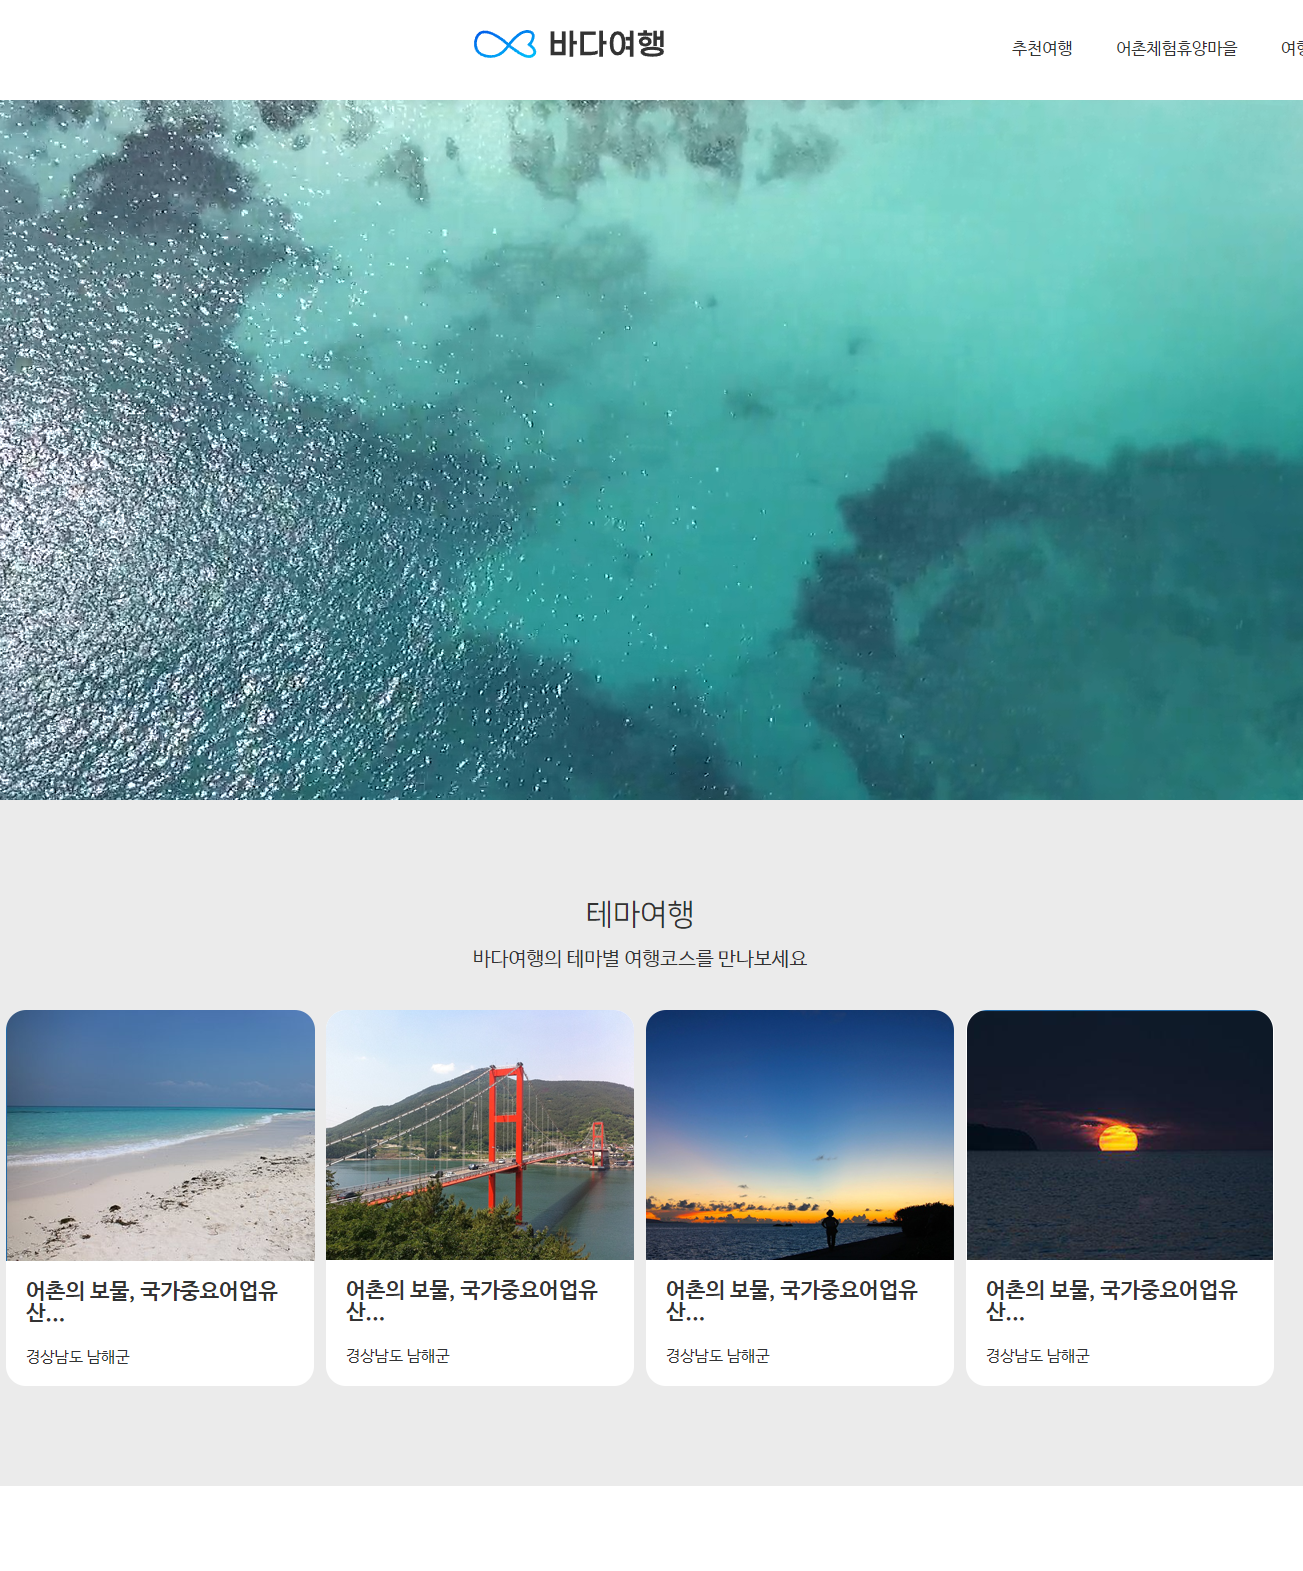 바다여행
추천여행 어촌체험휴양마을 여행
테마여행
바다여행의 테마별 여행코스를 만나보세요
어촌의 보물, 국가중요어업유
산...
경상남도 남해군
어촌의 보물, 국가중요어업유
산...
경상남도 남해군
어촌의 보물, 국가중요어업유
산...
경상남도 남해군
어촌의 보물, 국가중요어업유
산...
경상남도 남해군